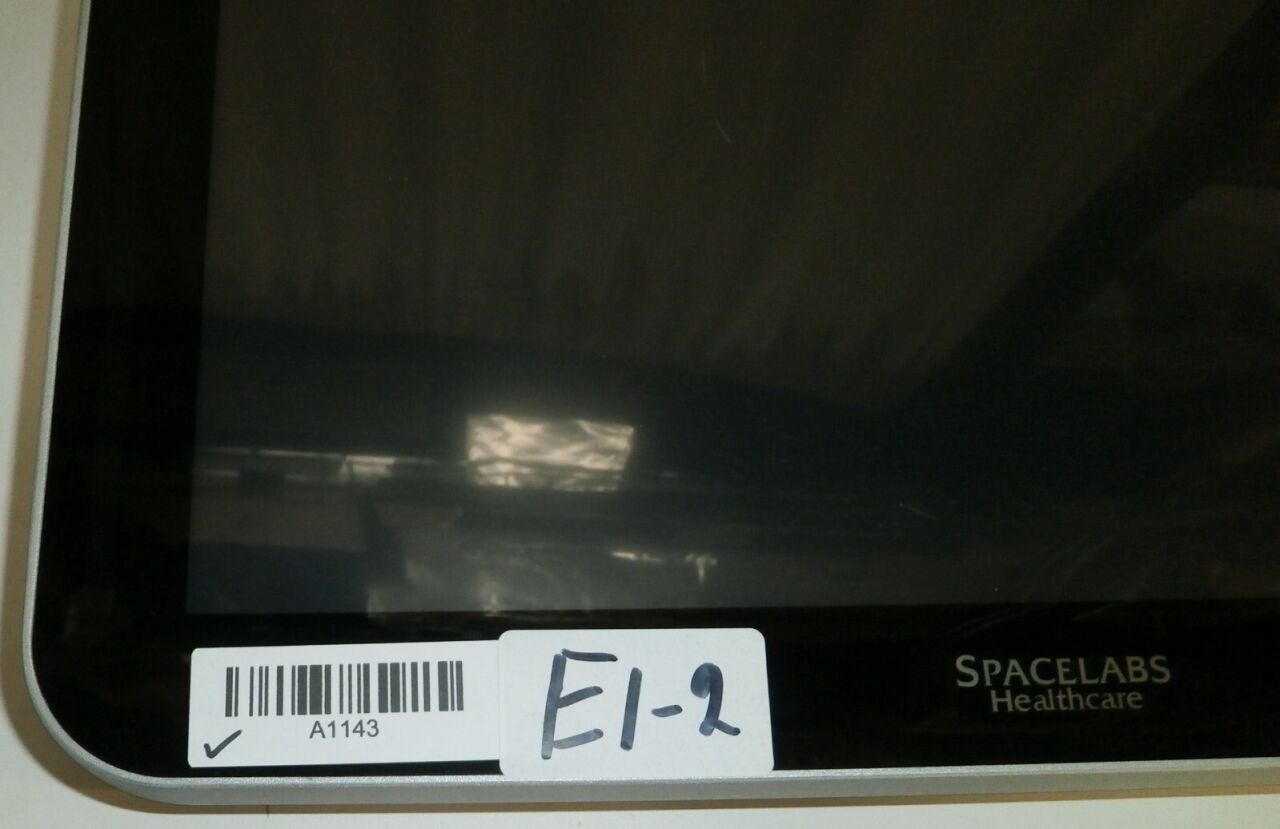 A1143
E1-2
SPACELABS
Healthcare